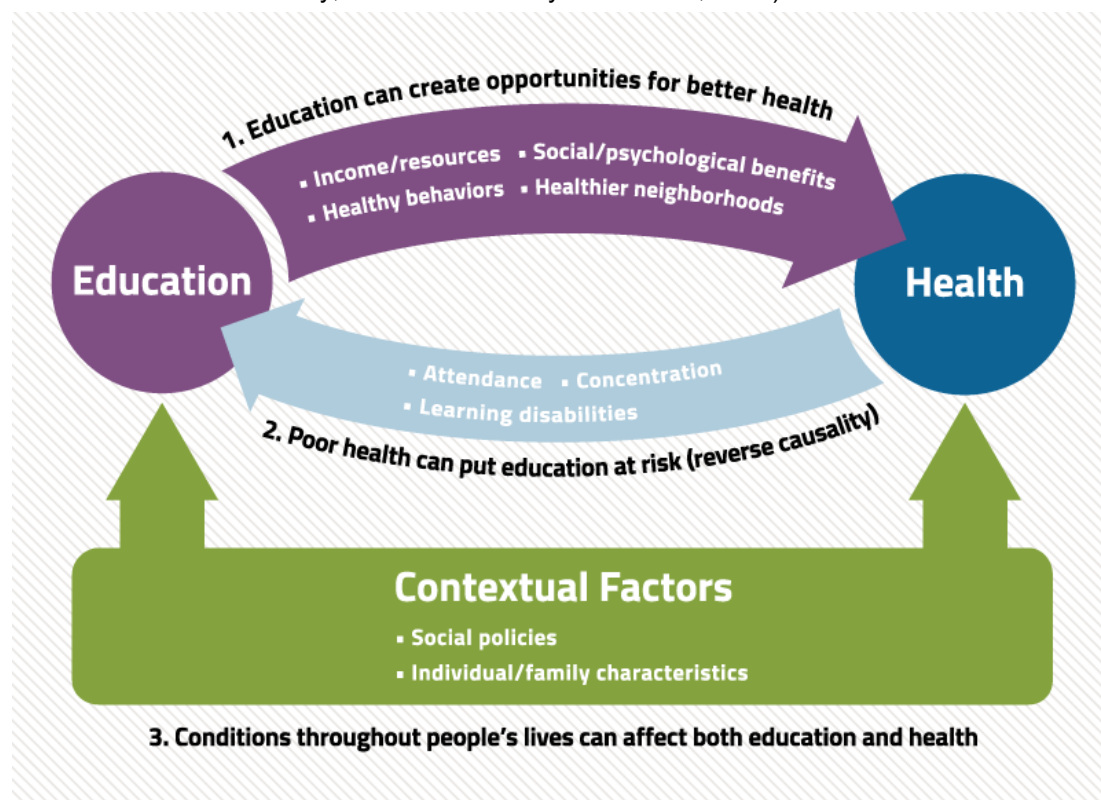 1. Education can create opportunities for better health
▪ Income/resources ▪ Social/psychological benefits
▪ Healthy behaviors ▪ Healthier neighborhoods
Education
Health
▪ Attendance ▪ Concentration
▪ Learning disabilities
2. Poor health can put education at risk (reverse causality)
Contextual Factors
▪ Social policies
▪ Individual/family characteristics
3. Conditions throughout people's lives can affect both education and health